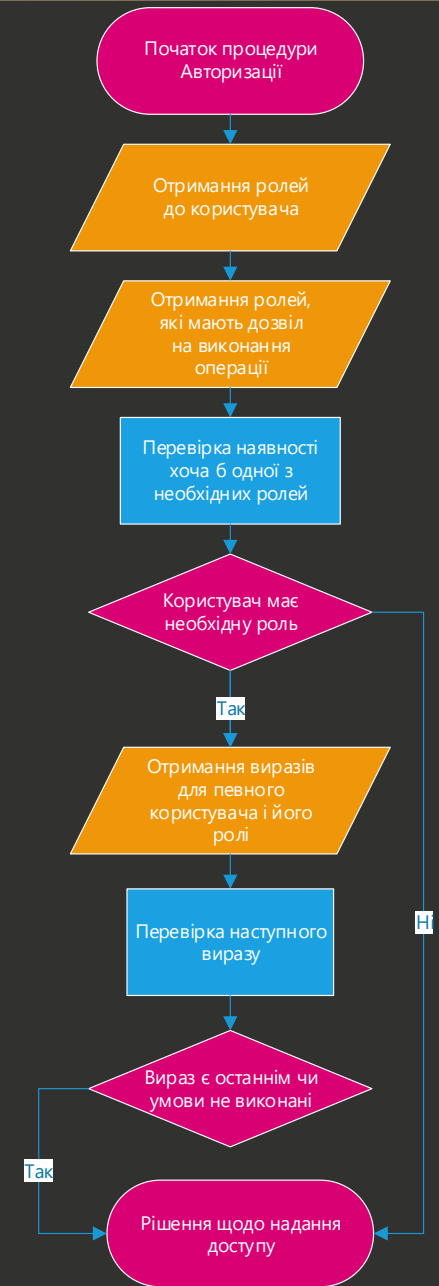 Початок процедури
Авторизації
Отримання ролей
до користувача
Отримання ролей,
які мають дозвіл
на виконання
операції
Перевірка наявності
хоча б одної з
необхідних ролей
Користувач має
необхідну роль
Так
Отримання виразів
для певного
користувача і його
ролі
Ні
Перевірка наступного
виразу
Вираз є останнім чи
умови не виконані
Так
Рішення щодо надання
доступу